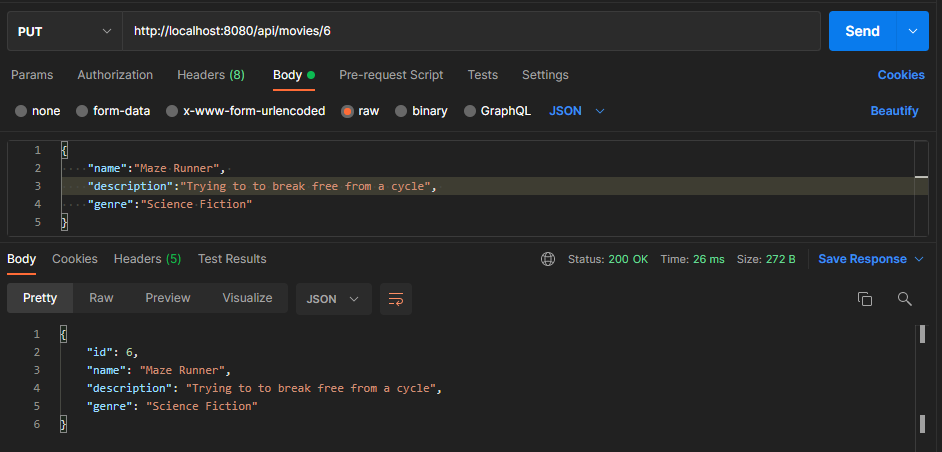 PUT http://localhost:8080/api/movies/6 Send
Params Authorization Headers (8) Body Pre-request Script Tests Settings Cookies
none form-data x-www-form-urlencoded raw binary GraphQL JSON Beautify
1 {
2 "name":"Maze Runner",
3 "description":"Trying to to break free from a cycle",
4 "genre":"Science Fiction"
5 }
Body Cookies Headers (5) Test Results Status: 200 OK Time: 26 ms Size: 272 B Save Response
Pretty Raw Preview Visualize JSON
1 {
2 "id": 6,
3 "name": "Maze Runner",
4 "description": "Trying to to break free from a cycle",
5 "genre": "Science Fiction"
6 }